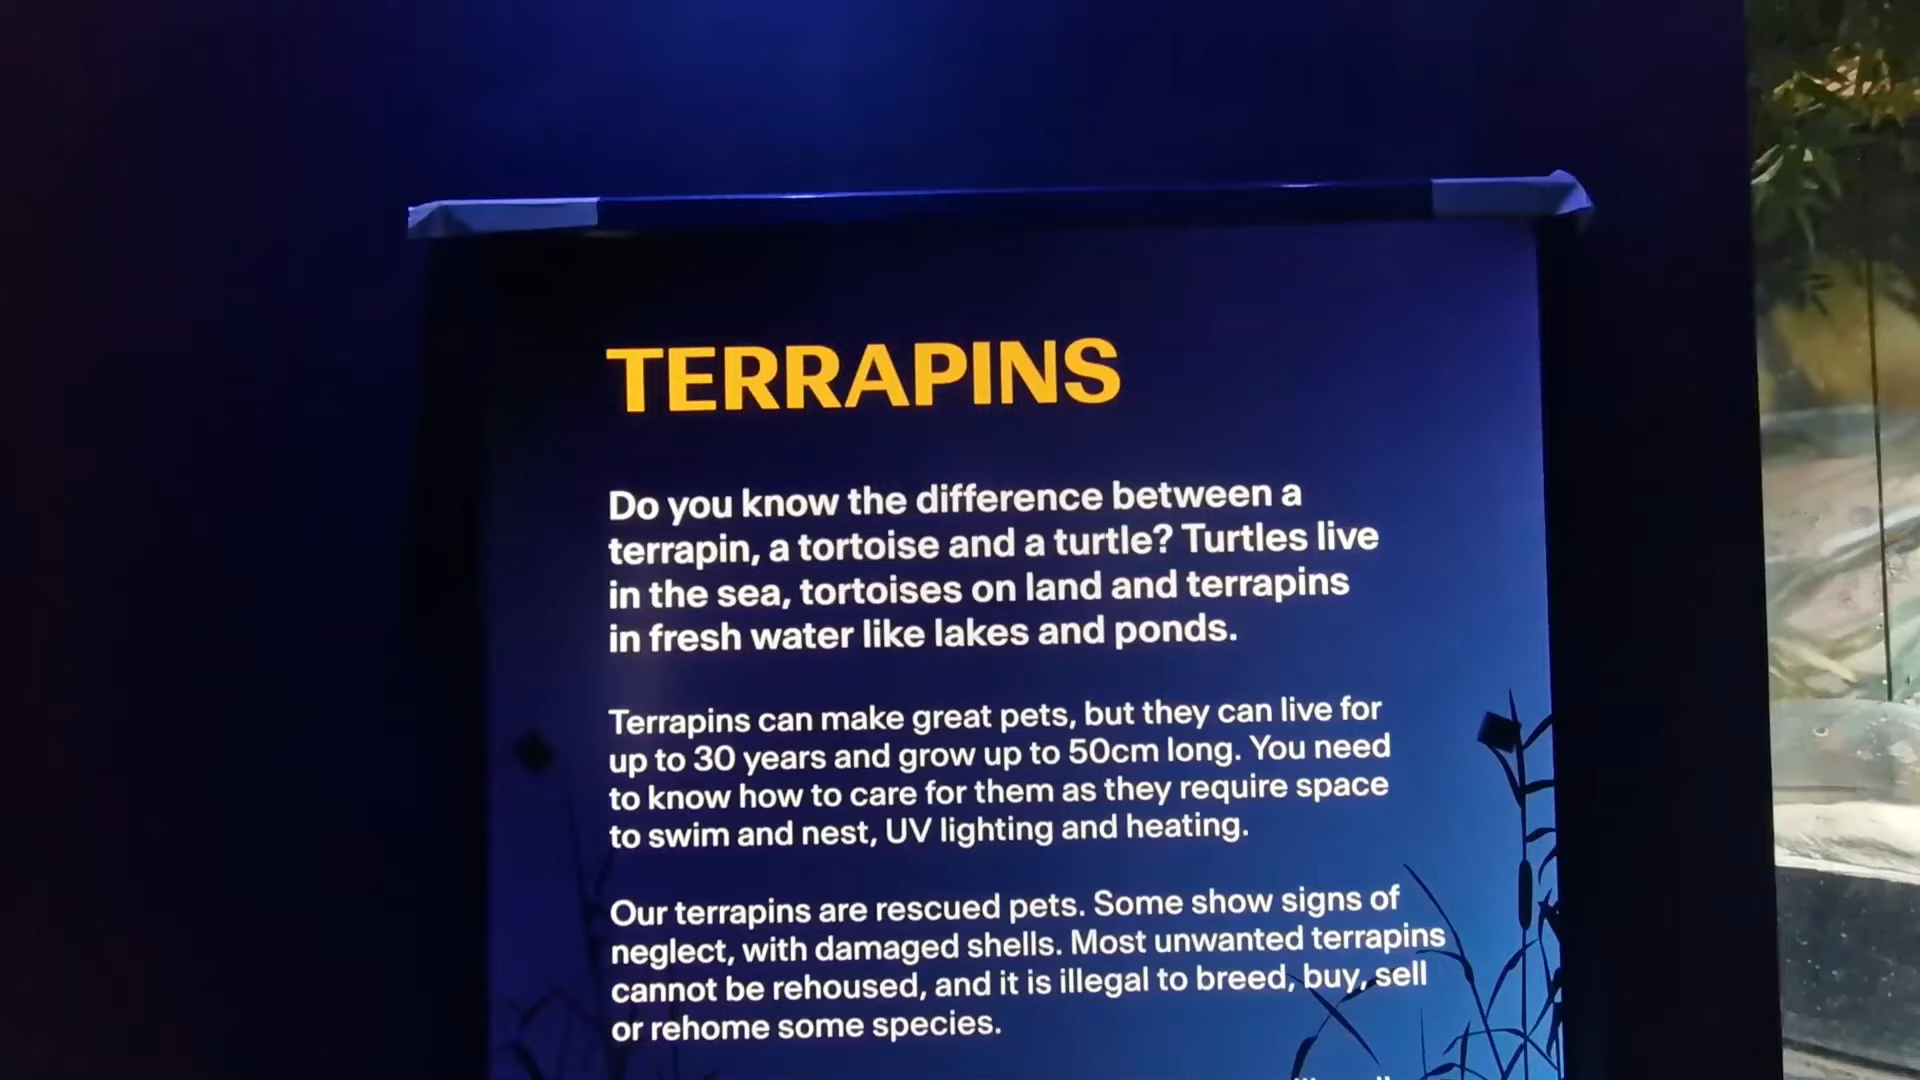 TERRAPINS
Do you know the difference between a
terrapin, a tortoise and a turtle? Turtles live
in the sea, tortoises on land and terrapins
in fresh water like lakes and ponds.
Terrapins can make great pets, but they can live for
up to 30 years and grow up to 50cm long. You need
to know how to care for them as they require space
to swim and nest, UV lighting and heating.
Our terrapins are rescued pets. Some show signs of
neglect, with damaged shells. Most unwanted terrapins
cannot be rehoused, and it is illegal to breed, buy, sell
or rehome some species.